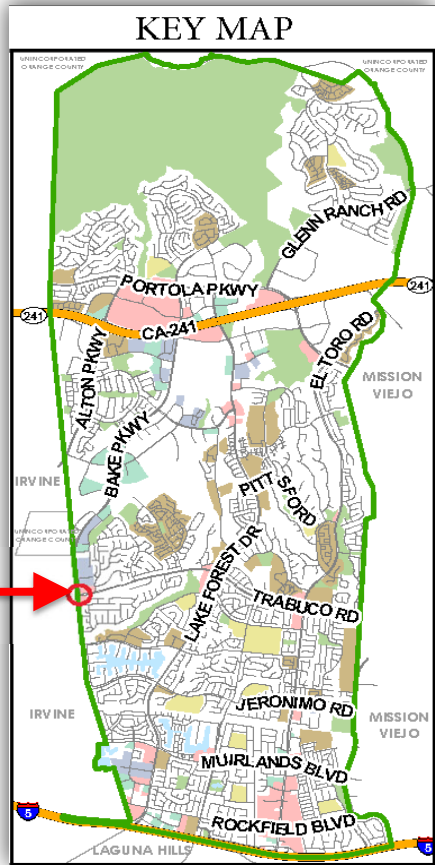 KEY MAP
UNINCORPORATED
ORANGE COUNTY
UNINCORPORATED
ORANGE COUNTY
GLENN RANCH RD
PORTOLA PKWY
241
241
CA-241
EL TORO RD
ALTON PKWY
MISSION
VIEJO
BAKE PKWY
IRVINE
PITTSFORD
UNINCORPORATED
ORANGE COUNTY
LAKE FOREST DR
TRABUCO RD
IRVINE
JERONIMO RD
MISSION
VIEJO
MUIRLANDS BLVD
5
ROCKFIELD BLVD
5
LAGUNA HILLS